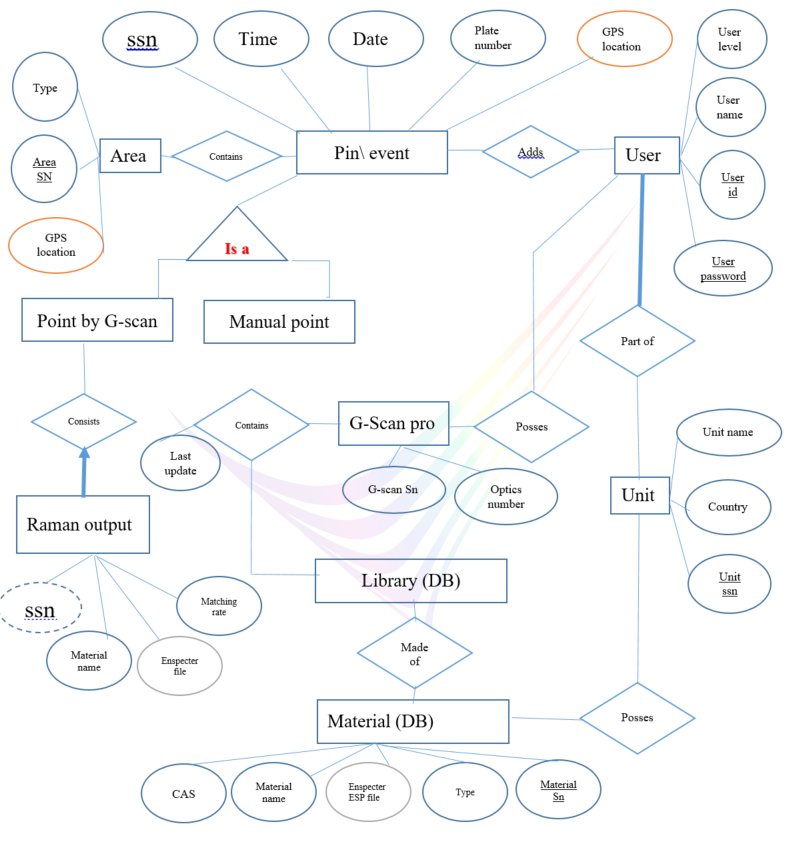 ssn
Time
Date
Plate
number
GPS
location
User
level
Type
User
name
Area
SN
Area
Contains
Pin\ event
Adds
User
User
id
GPS
location
Is a
User
password
Point by G-scan
Manual point
Part of
Consists
Contains
G-Scan pro
Posses
Unit name
Last
update
G-scan Sn
Optics
number
Unit
Country
Raman output
Library (DB)
Unit
ssn
ssn
Matching
rate
Material
name
Enspecter
file
Made
of
Material (DB)
Posses
CAS
Material
name
Enspecter
ESP file
Type
Material
Sn